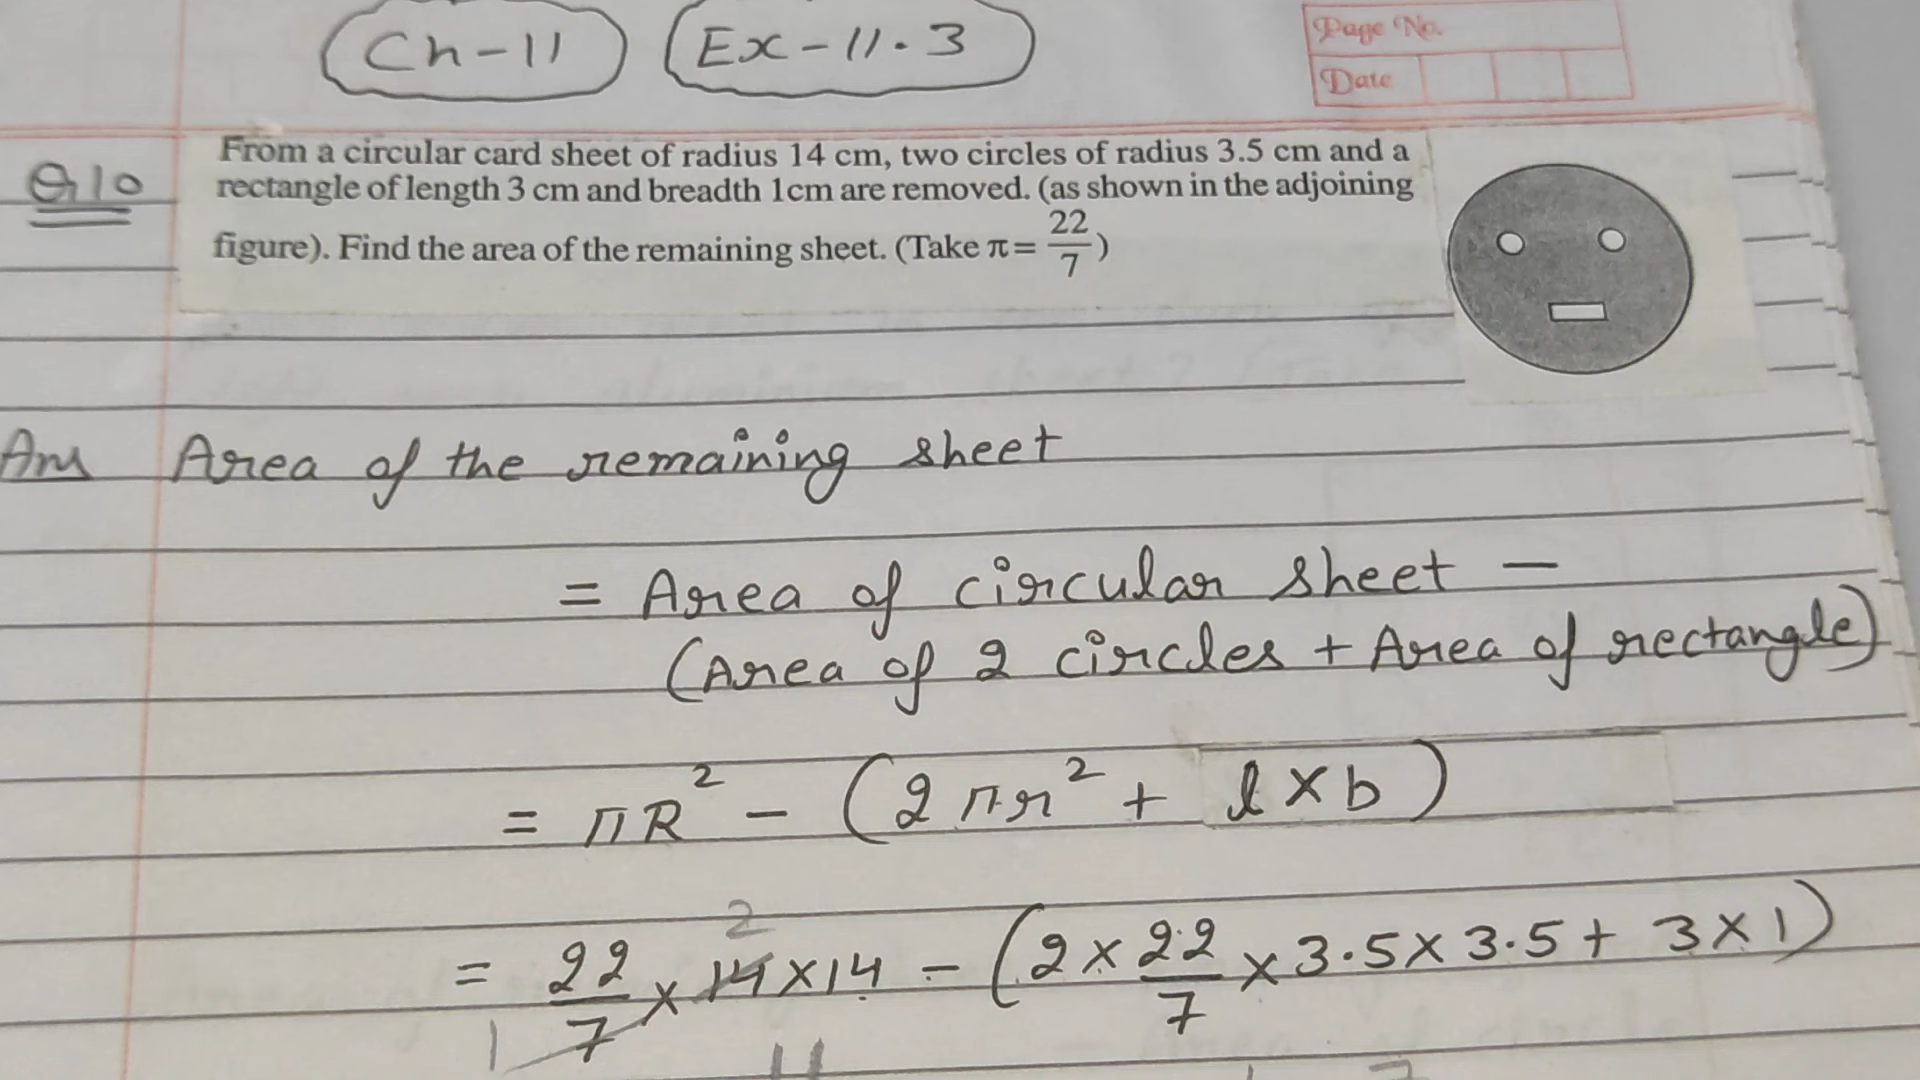 Ch-11 Ex-11.3
Page No.
Date
Q10 From a circular card sheet of radius 14 cm, two circles of radius 3.5 cm and a
rectangle of length 3 cm and breadth 1cm are removed. (as shown in the adjoining
figure). Find the area of the remaining sheet. (Take π = 22/7)
Ans Area of the remaining sheet
= Area of circular sheet –
(Area of 2 circles + Area of rectangle)
= πR² – (2πr² + l×b)
= 22/7 × 14×14 – (2×22/7 ×3.5×3.5+ 3×1)
2
1
11